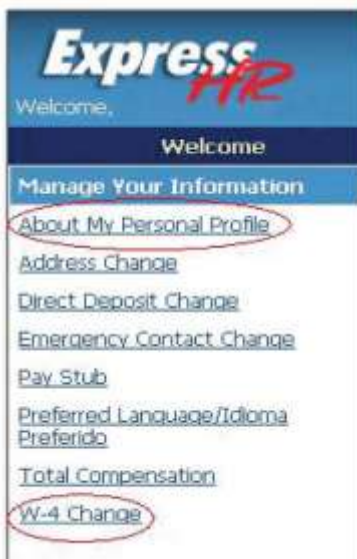 Express
HR
Welcome,
Welcome
Manage Your Information
About My Personal Profile
Address Change
Direct Deposit Change
Emergency Contact Change
Pay Stub
Preferred Language/Idioma
Preferido
Total Compensation
W-4 Change